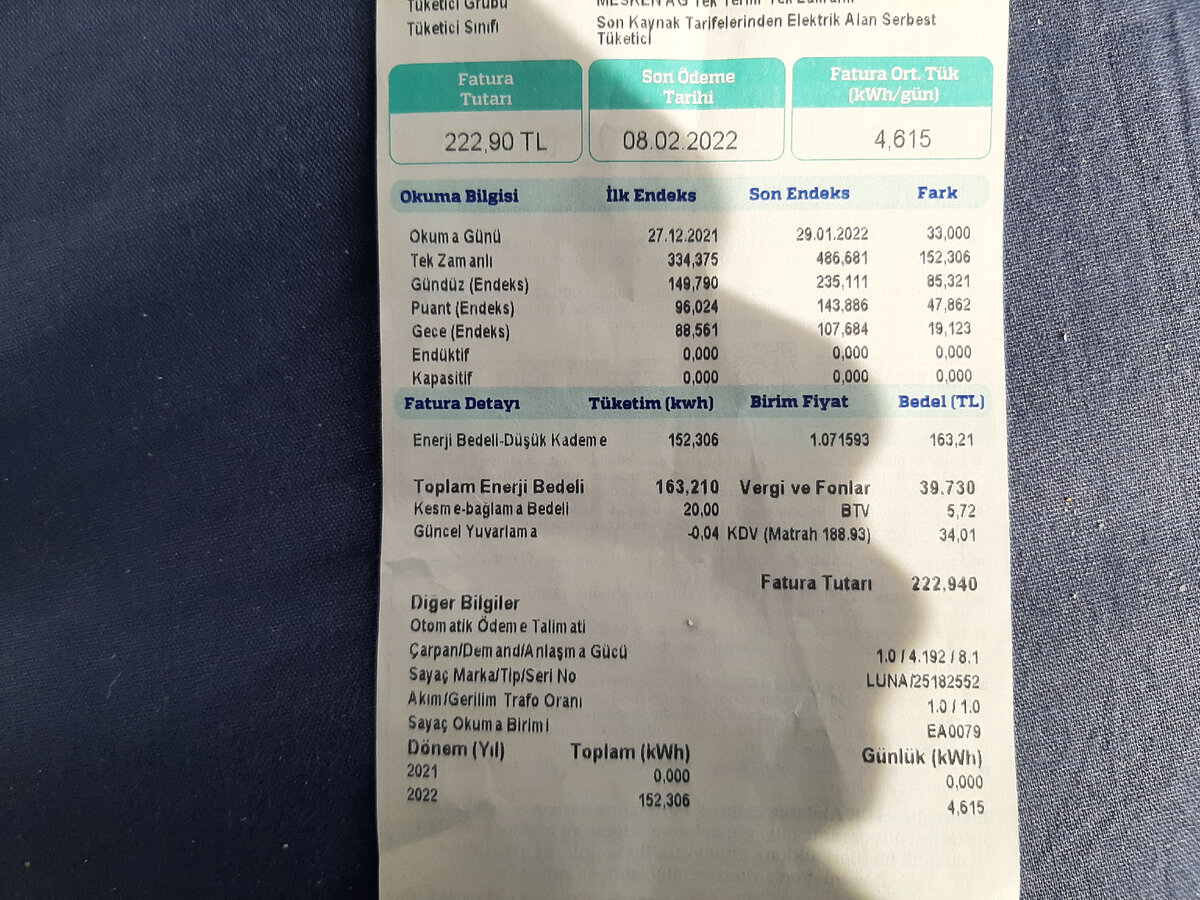 Tüketici Grubu MESKEN AG Tek Terim Tek Zamanlı
Tüketici Sınıfı Son Kaynak Tarifelerinden Elektrik Alan Serbest
Tüketici
Fatura Tutarı
222,90 TL
Son Ödeme Tarihi
08.02.2022
Fatura Ort. Tük (kWh/gün)
4,615
Okuma Bilgisi İlk Endeks Son Endeks Fark
Okuma Günü 27.12.2021 29.01.2022 33,000
Tek Zamanlı 334,375 486,681 152,306
Gündüz (Endeks) 149,790 235,111 85,321
Puant (Endeks) 96,024 143,886 47,862
Gece (Endeks) 88,561 107,684 19,123
Endüktif 0,000 0,000 0,000
Kapasitif 0,000 0,000 0,000
Fatura Detayı Tüketim (kwh) Birim Fiyat Bedel (TL)
Enerji Bedeli-Düşük Kademe 152,306 1.071593 163,21
Toplam Enerji Bedeli 163,210 Vergi ve Fonlar 39,730
Kesme-bağlama Bedeli 20,00 BTV 5,72
Güncel Yuvarlama -0,04 KDV (Matrah 188.93) 34,01
Fatura Tutarı 222,940
Diğer Bilgiler
Otomatik Ödeme Talimati
Çarpan/Demand/Anlaşma Gücü 1.0 / 4.192 / 8.1
Sayaç Marka/Tip/Seri No LUNA/25182552
Akım/Gerilim Trafo Oranı 1.0 / 1.0
Sayaç Okuma Birimi EA0079
Dönem (Yıl) Toplam (kWh) Günlük (kWh)
2021 0,000 0,000
2022 152,306 4,615